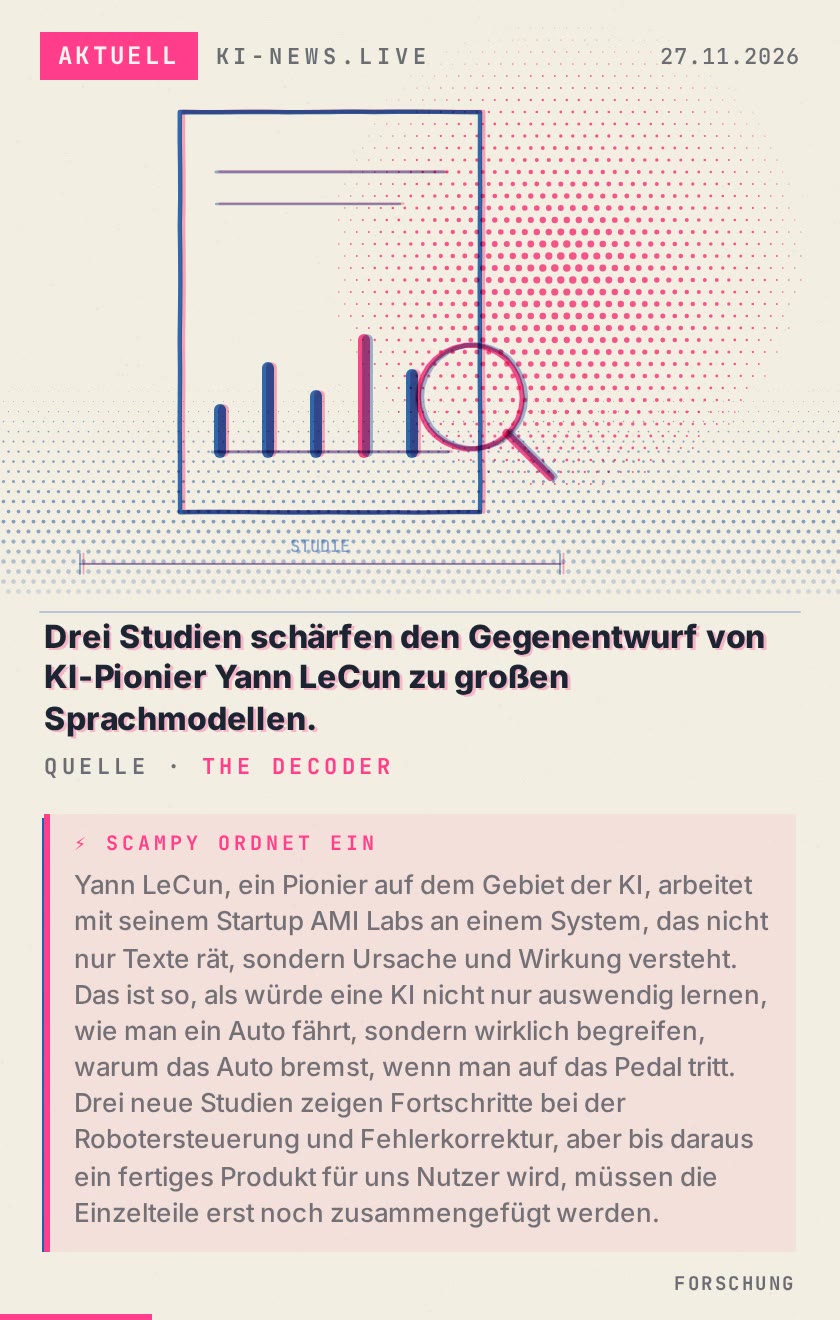 AKTUELL KI-NEWS.LIVE 27.11.2026
STUDIE
Drei Studien schärfen den Gegenentwurf von
KI-Pionier Yann LeCun zu großen
Sprachmodellen.
QUELLE · THE DECODER
⚡ SCAMPY ORDNET EIN
Yann LeCun, ein Pionier auf dem Gebiet der KI, arbeitet
mit seinem Startup AMI Labs an einem System, das nicht
nur Texte rät, sondern Ursache und Wirkung versteht.
Das ist so, als würde eine KI nicht nur auswendig lernen,
wie man ein Auto fährt, sondern wirklich begreifen,
warum das Auto bremst, wenn man auf das Pedal tritt.
Drei neue Studien zeigen Fortschritte bei der
Robotersteuerung und Fehlerkorrektur, aber bis daraus
ein fertiges Produkt für uns Nutzer wird, müssen die
Einzelteile erst noch zusammengefügt werden.
FORSCHUNG